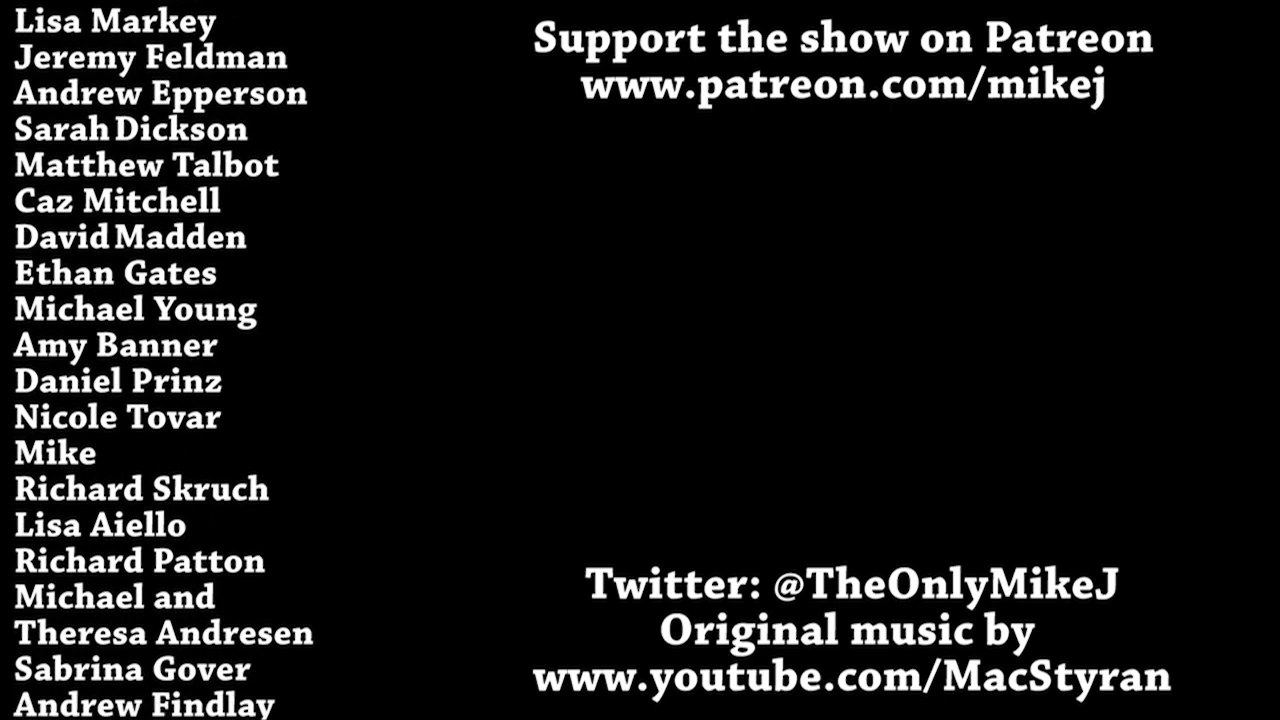 Lisa Markey
Jeremy Feldman
Andrew Epperson
Sarah Dickson
Matthew Talbot
Caz Mitchell
David Madden
Ethan Gates
Michael Young
Amy Banner
Daniel Prinz
Nicole Tovar
Mike
Richard Skruch
Lisa Aiello
Richard Patton
Michael and
Theresa Andresen
Sabrina Gover
Andrew Findlay
Support the show on Patreon
www.patreon.com/mikej
Twitter: @TheOnlyMikeJ
Original music by
www.youtube.com/MacStyran